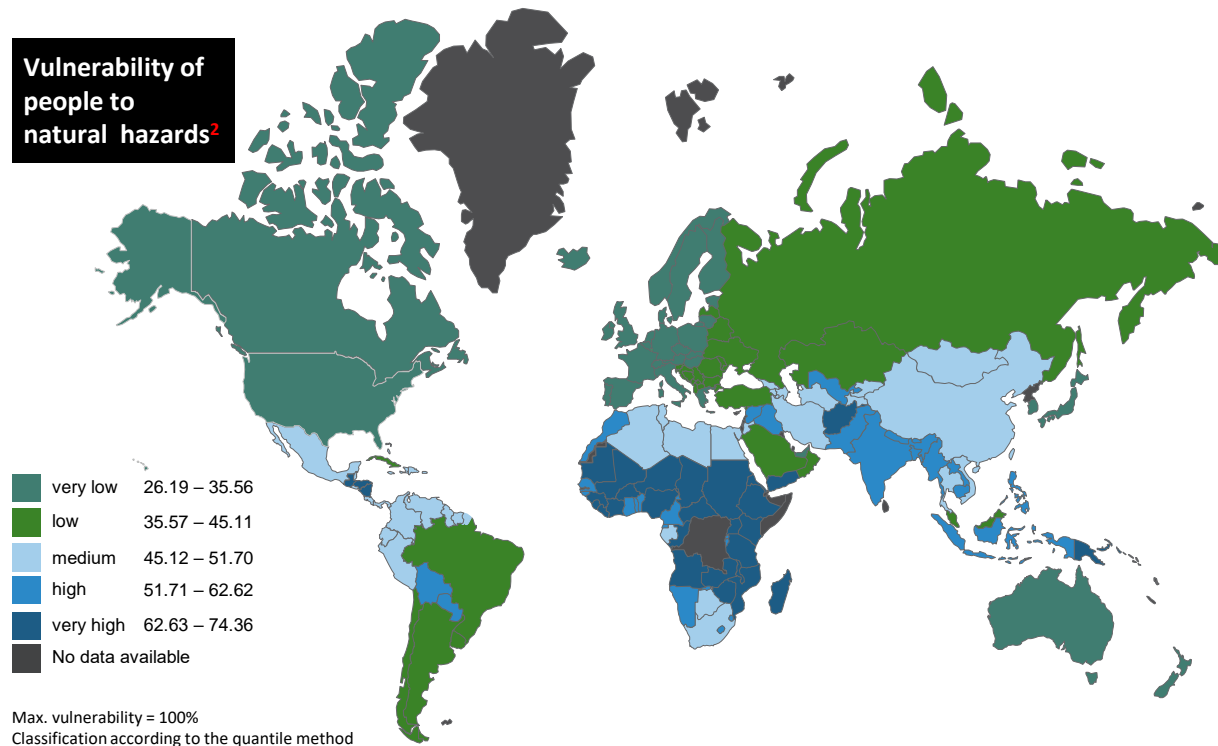 Vulnerability of
people to
natural hazards2
very low 26.19 – 35.56
low 35.57 – 45.11
medium 45.12 – 51.70
high 51.71 – 62.62
very high 62.63 – 74.36
No data available
Max. vulnerability = 100%
Classification according to the quantile method